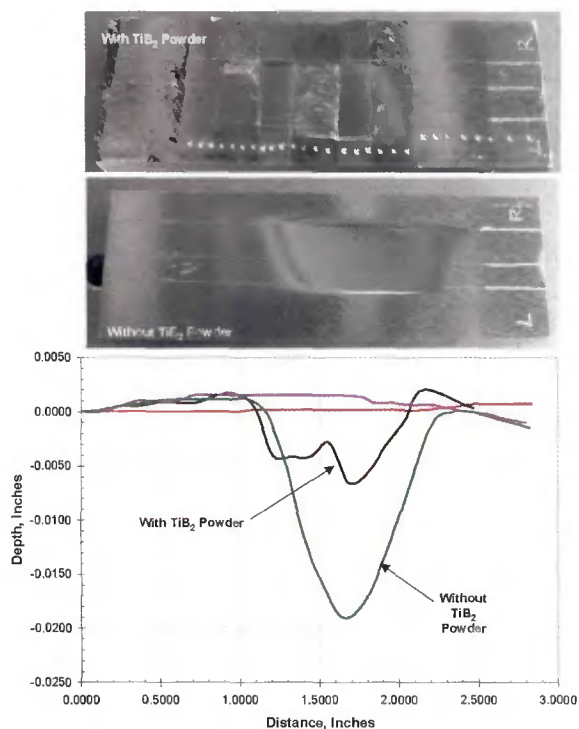 With TiB2 Powder
R
Without TiB2 Powder
R
L
0.0050
0.0000
-0.0050
-0.0100
-0.0150
-0.0200
-0.0250
Depth, Inches
With TiB2 Powder
Without
TiB2
Powder
0.0000 0.5000 1.0000 1.5000 2.0000 2.5000 3.0000
Distance, Inches